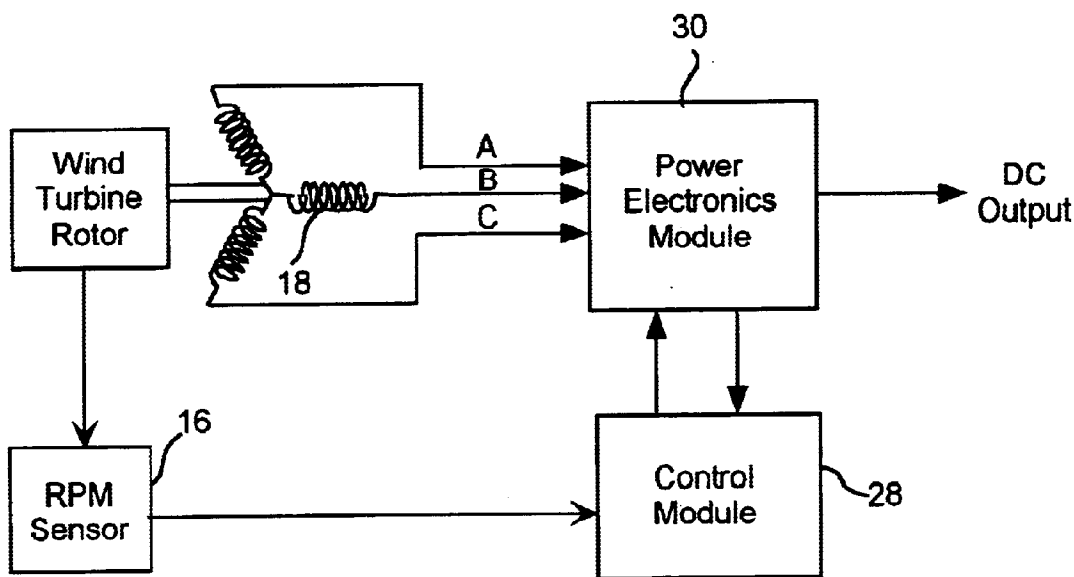 30
Wind
Turbine
Rotor
A
B
C
18
Power
Electronics
Module
DC
Output
16
RPM
Sensor
Control
Module
28